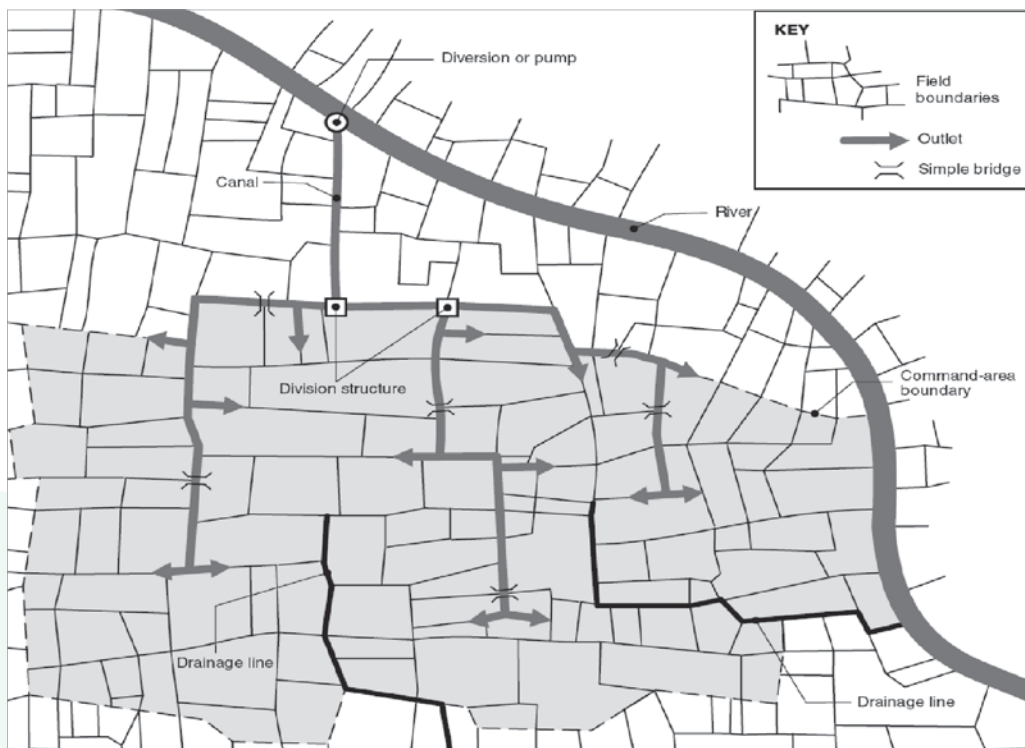 KEY
Field
boundaries
Outlet
Simple bridge
Diversion or pump
Canal
River
Division structure
Command-area
boundary
Drainage line
Drainage line